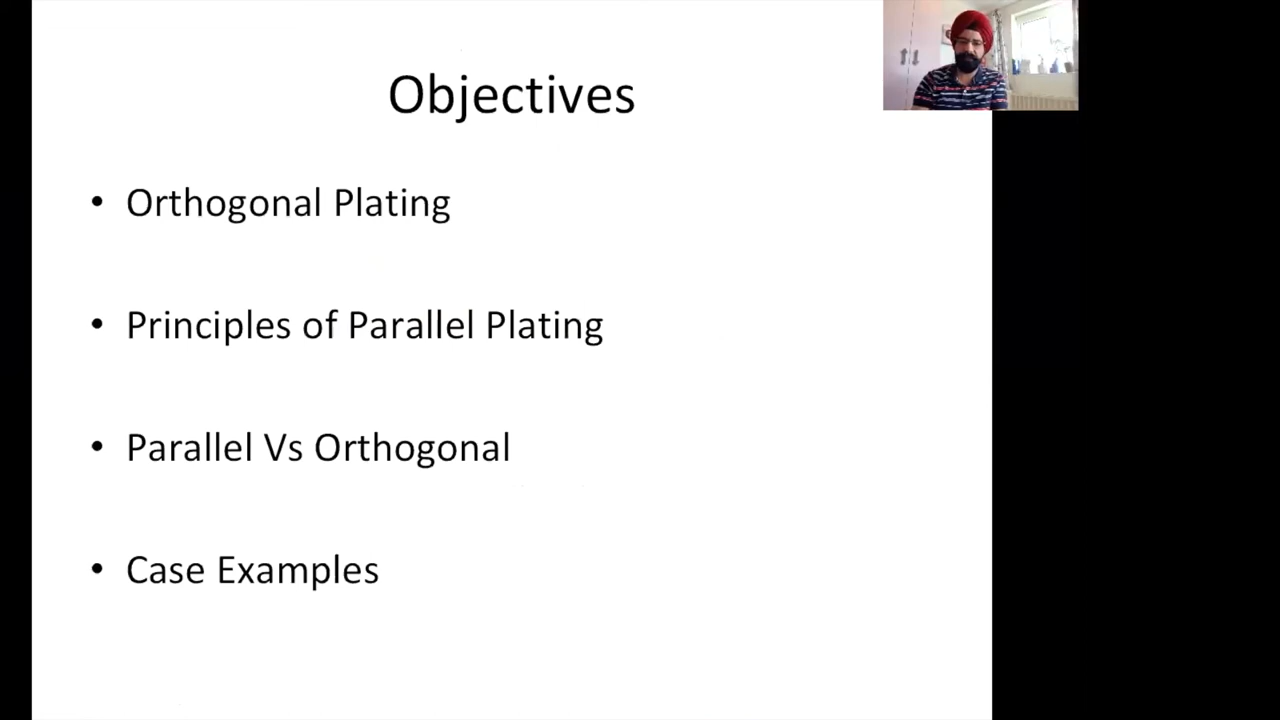 Objectives
• Orthogonal Plating
• Principles of Parallel Plating
• Parallel Vs Orthogonal
• Case Examples